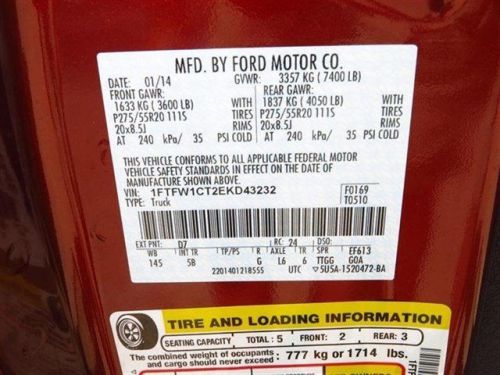 MFD. BY FORD MOTOR CO.
DATE: 01/14 GVWR: 3357 KG ( 7400 LB)
FRONT GAWR: REAR GAWR:
1633 KG ( 3600 LB) WITH 1837 KG ( 4050 LB) WITH
P275/55R20 111S TIRES P275/55R20 111S TIRES
20x8.5J RIMS 20x8.5J RIMS
AT 240 kPa/ 35 PSI COLD AT 240 kPa/ 35 PSI COLD
THIS VEHICLE CONFORMS TO ALL APPLICABLE FEDERAL MOTOR
VEHICLE SAFETY STANDARDS IN EFFECT ON THE DATE OF
MANUFACTURE SHOWN ABOVE.
VIN: 1FTFW1CT2EKD43232 F0169
TYPE: Truck T0510
EXT PNT: D7 RC: 24 DSO:
WB INT TR TP/PS R AXLE TR SPR EF613
145 5B G L6 6 TTGG GOA
2201401218555 UTC 5U5A-1520472-BA
TIRE AND LOADING INFORMATION
SEATING CAPACITY TOTAL : 5 FRONT: 2 REAR: 3
The combined weight of occupants 777 kg or 1714 lbs.